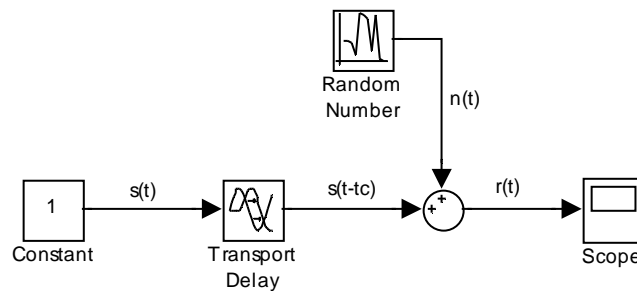 Random
Number
n(t)
s(t)
s(t-tc)
r(t)
1
+
+
Constant
Transport
Delay
Scope